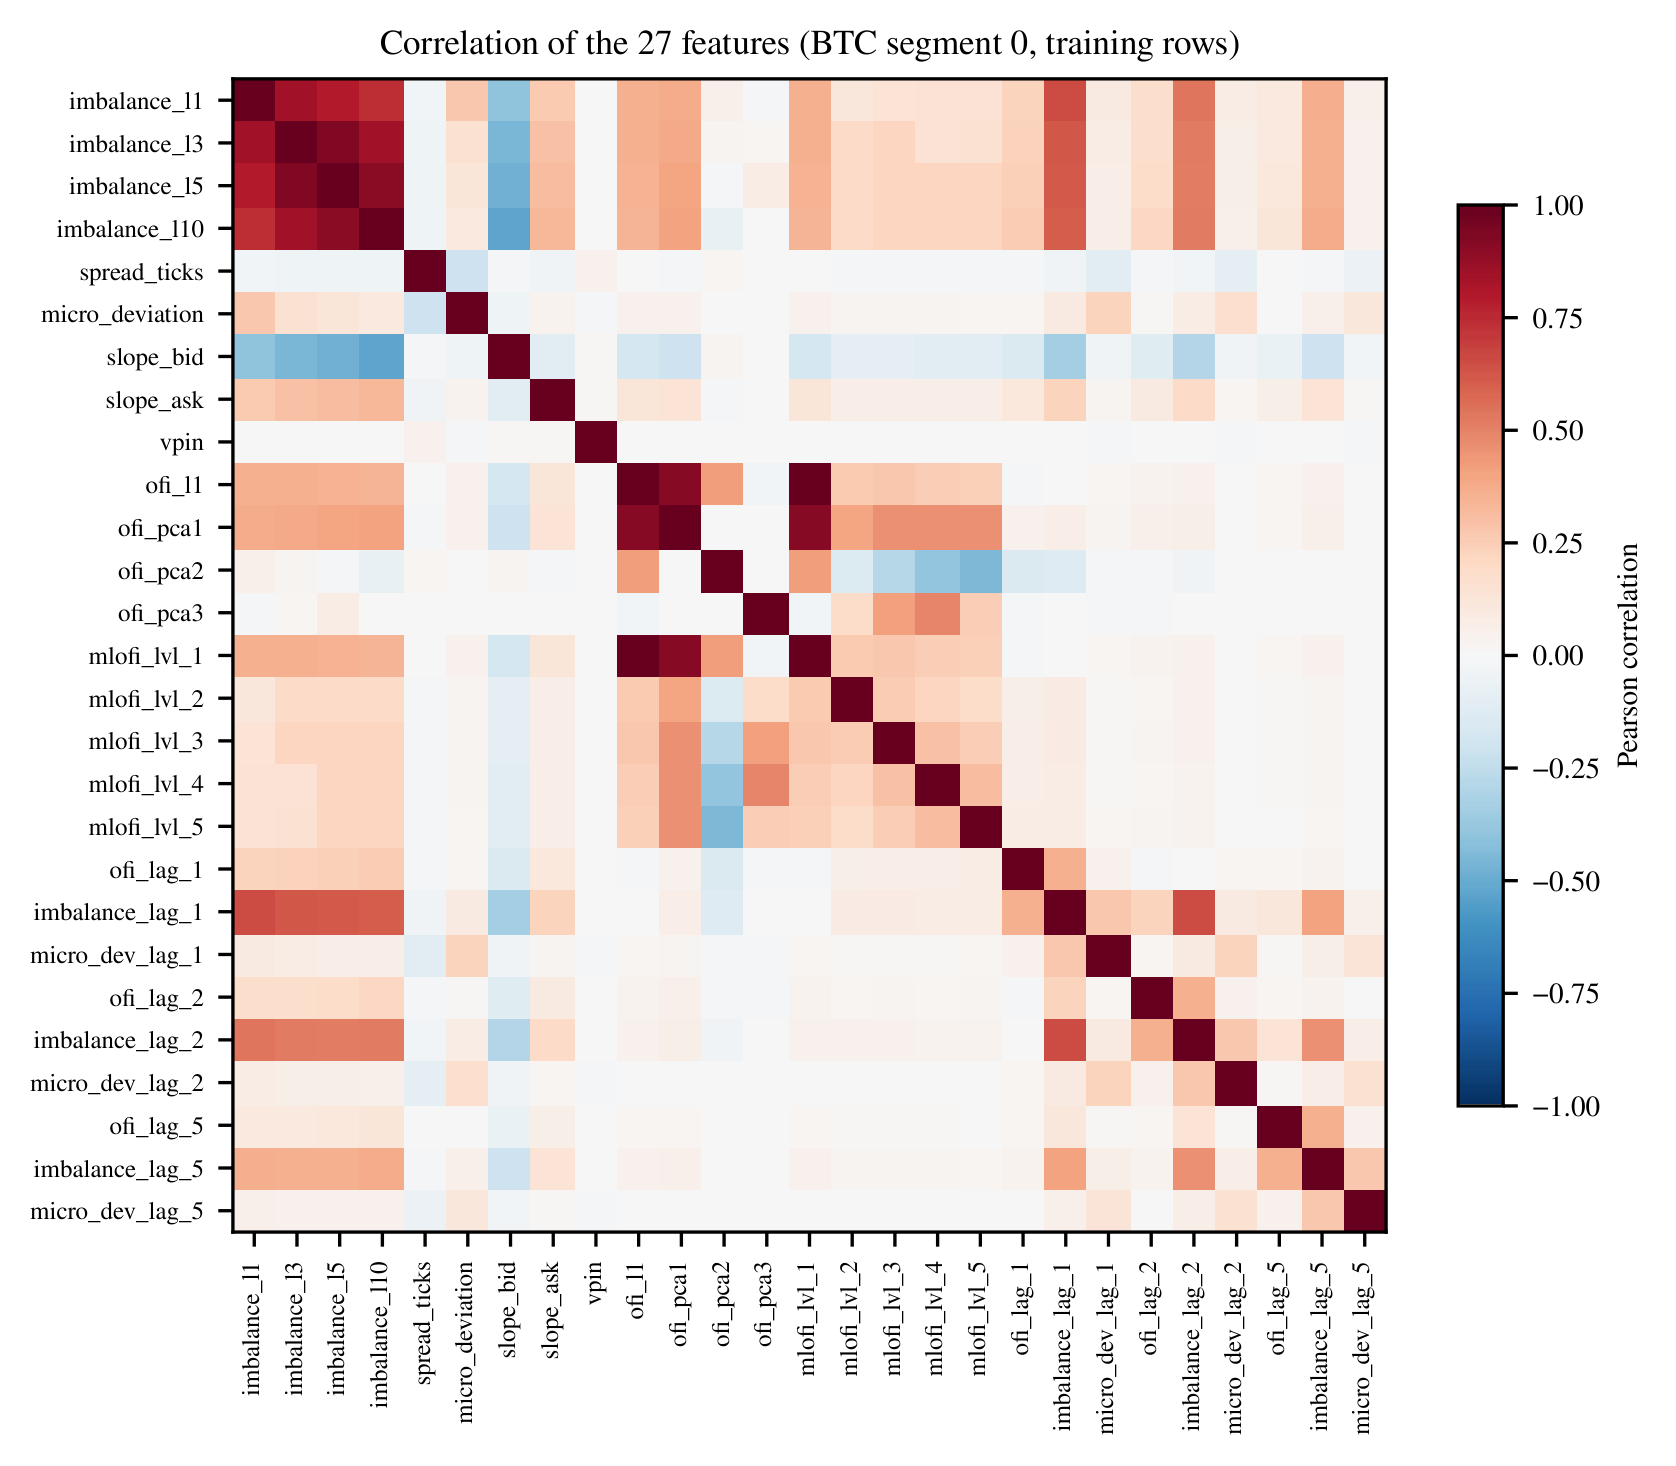 Correlation of the 27 features (BTC segment 0, training rows)
imbalance_l1
imbalance_l3
imbalance_l5
imbalance_l10
spread_ticks
micro_deviation
slope_bid
slope_ask
vpin
ofi_l1
ofi_pca1
ofi_pca2
ofi_pca3
mlofi_lvl_1
mlofi_lvl_2
mlofi_lvl_3
mlofi_lvl_4
mlofi_lvl_5
ofi_lag_1
imbalance_lag_1
micro_dev_lag_1
ofi_lag_2
imbalance_lag_2
micro_dev_lag_2
ofi_lag_5
imbalance_lag_5
micro_dev_lag_5
imbalance_l1
imbalance_l3
imbalance_l5
imbalance_l10
spread_ticks
micro_deviation
slope_bid
slope_ask
vpin
ofi_l1
ofi_pca1
ofi_pca2
ofi_pca3
mlofi_lvl_1
mlofi_lvl_2
mlofi_lvl_3
mlofi_lvl_4
mlofi_lvl_5
ofi_lag_1
imbalance_lag_1
micro_dev_lag_1
ofi_lag_2
imbalance_lag_2
micro_dev_lag_2
ofi_lag_5
imbalance_lag_5
micro_dev_lag_5
1.00
0.75
0.50
0.25
0.00
−0.25
−0.50
−0.75
−1.00
Pearson correlation